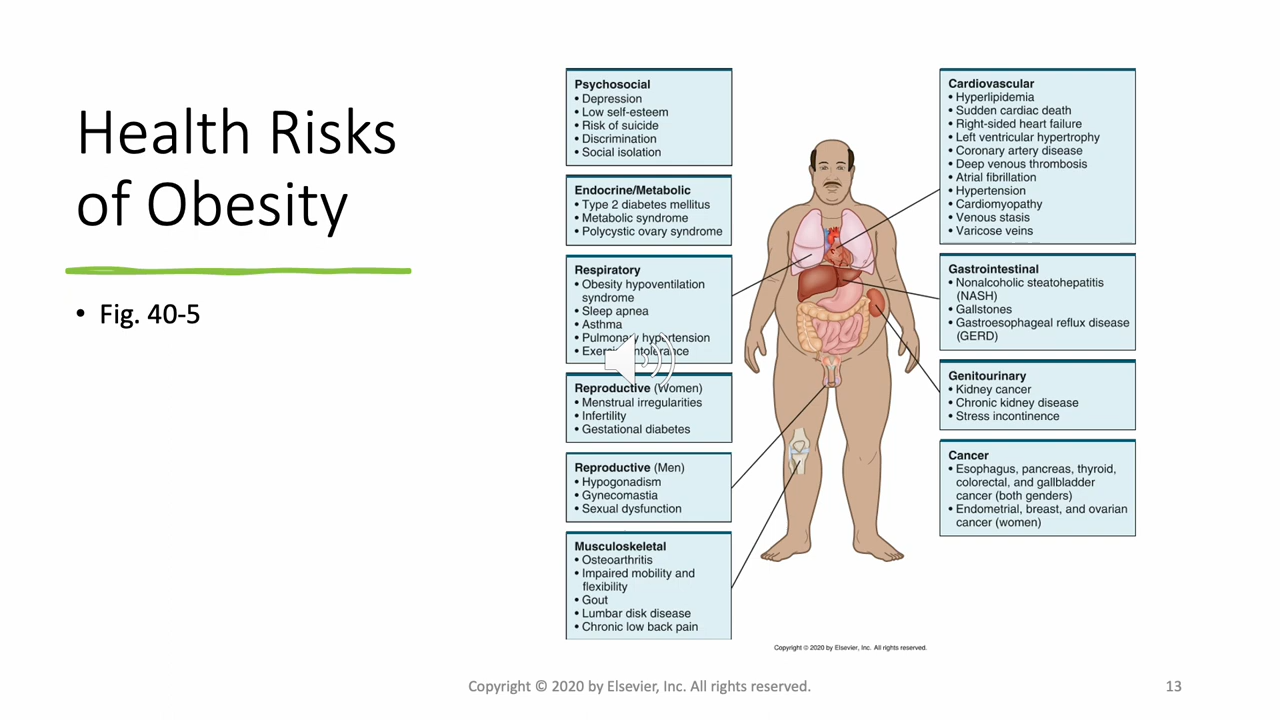 Health Risks
of Obesity
• Fig. 40-5
Psychosocial
• Depression
• Low self-esteem
• Risk of suicide
• Discrimination
• Social isolation
Endocrine/Metabolic
• Type 2 diabetes mellitus
• Metabolic syndrome
• Polycystic ovary syndrome
Respiratory
• Obesity hypoventilation
syndrome
• Sleep apnea
• Asthma
• Pulmonary hypertension
• Exercise intolerance
Reproductive (Women)
• Menstrual irregularities
• Infertility
• Gestational diabetes
Reproductive (Men)
• Hypogonadism
• Gynecomastia
• Sexual dysfunction
Musculoskeletal
• Osteoarthritis
• Impaired mobility and
flexibility
• Gout
• Lumbar disk disease
• Chronic low back pain
Cardiovascular
• Hyperlipidemia
• Sudden cardiac death
• Right-sided heart failure
• Left ventricular hypertrophy
• Coronary artery disease
• Deep venous thrombosis
• Atrial fibrillation
• Hypertension
• Cardiomyopathy
• Venous stasis
• Varicose veins
Gastrointestinal
• Nonalcoholic steatohepatitis
(NASH)
• Gallstones
• Gastroesophageal reflux disease
(GERD)
Genitourinary
• Kidney cancer
• Chronic kidney disease
• Stress incontinence
Cancer
• Esophagus, pancreas, thyroid,
colorectal, and gallbladder
cancer (both genders)
• Endometrial, breast, and ovarian
cancer (women)
Copyright © 2020 by Elsevier, Inc. All rights reserved.
Copyright © 2020 by Elsevier, Inc. All rights reserved.
13